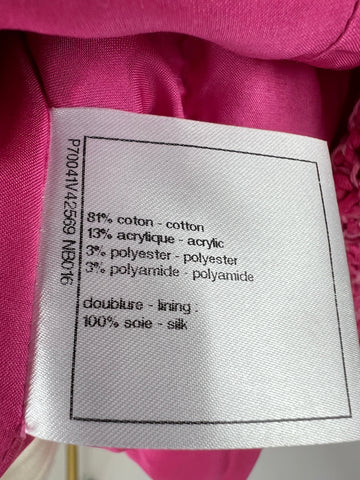 P70041V42569 NB016
81% coton - cotton
13% acrylique - acrylic
3% polyester - polyester
3% polyamide - polyamide
doublure - lining :
100% soie - silk